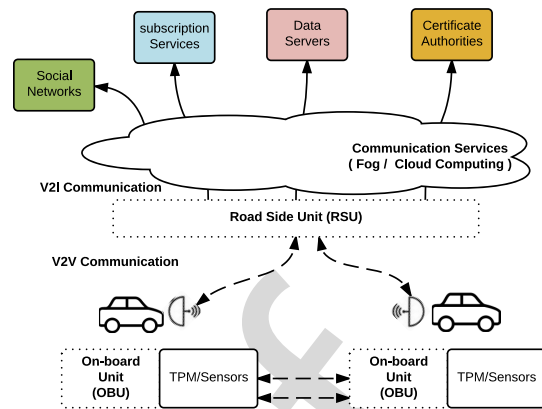 subscription
Services
Data
Servers
Certificate
Authorities
Social
Networks
Communication Services
( Fog / Cloud Computing )
V2I Communication
Road Side Unit (RSU)
V2V Communication
On-board
Unit
(OBU)
TPM/Sensors
On-board
Unit
(OBU)
TPM/Sensors